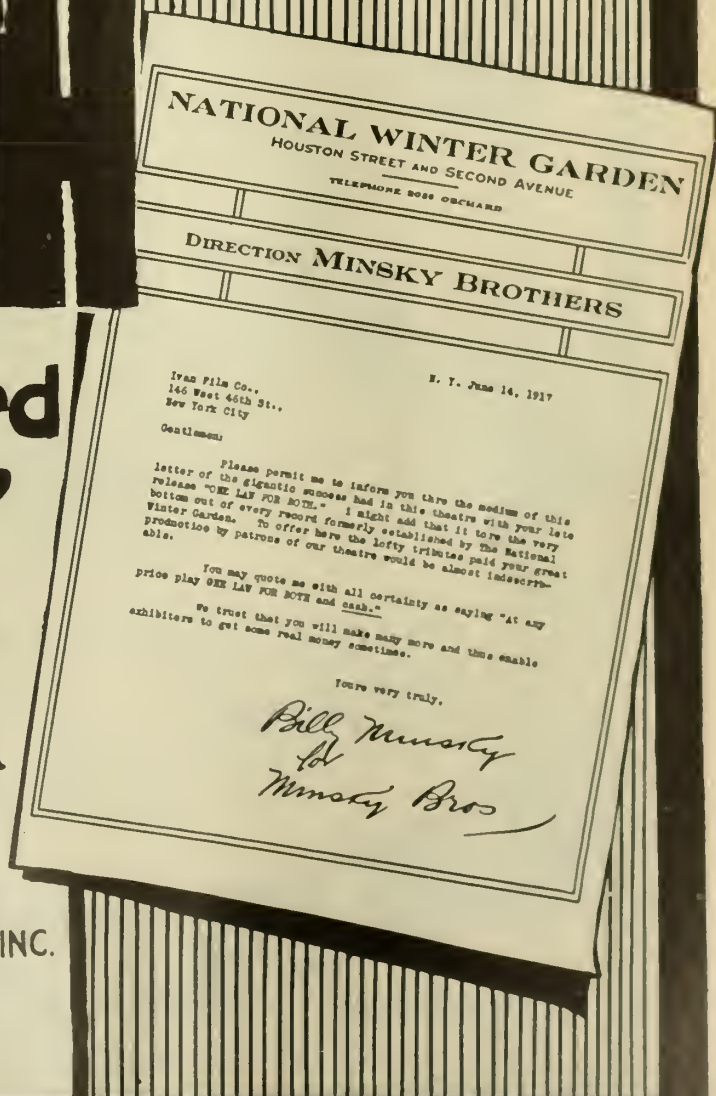 NATIONAL WINTER GARDEN
HOUSTON STREET AND SECOND AVENUE
TELEPHONE 2088 ORCHARD
DIRECTION MINSKY BROTHERS
N. Y. June 14, 1917
Ivan Film Co.,
146 West 46th St.,
New York City
Gentlemen:
Please permit me to inform you thru the medium of this
letter of the gigantic success had in this theatre with your late
release "ONE LAW FOR BOTH." I might add that it tore the very
bottom out of every record formerly established by The National
Winter Garden. To offer here the lofty tributes paid your great
production by patrons of our theatre would be almost indescrib-
able.
You may quote me with all certainty as saying "At any
price play ONE LAW FOR BOTH and cash."
We trust that you will make many more and thus enable
exhibiters to get some real money sometimes.
Yours very truly,
Billy Minsky
for
Minsky Bros
ed
INC.